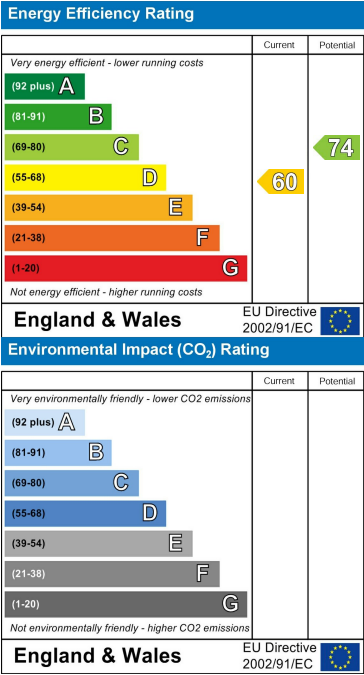 Energy Efficiency Rating
Current Potential
Very energy efficient - lower running costs
(92 plus) A
(81-91) B
(69-80) C
74
(55-68) D
60
(39-54) E
(21-38) F
(1-20) G
Not energy efficient - higher running costs
England & Wales
EU Directive
2002/91/EC
Environmental Impact (CO₂) Rating
Current Potential
Very environmentally friendly - lower CO2 emissions
(92 plus) A
(81-91) B
(69-80) C
(55-68) D
(39-54) E
(21-38) F
(1-20) G
Not environmentally friendly - higher CO2 emissions
England & Wales
EU Directive
2002/91/EC